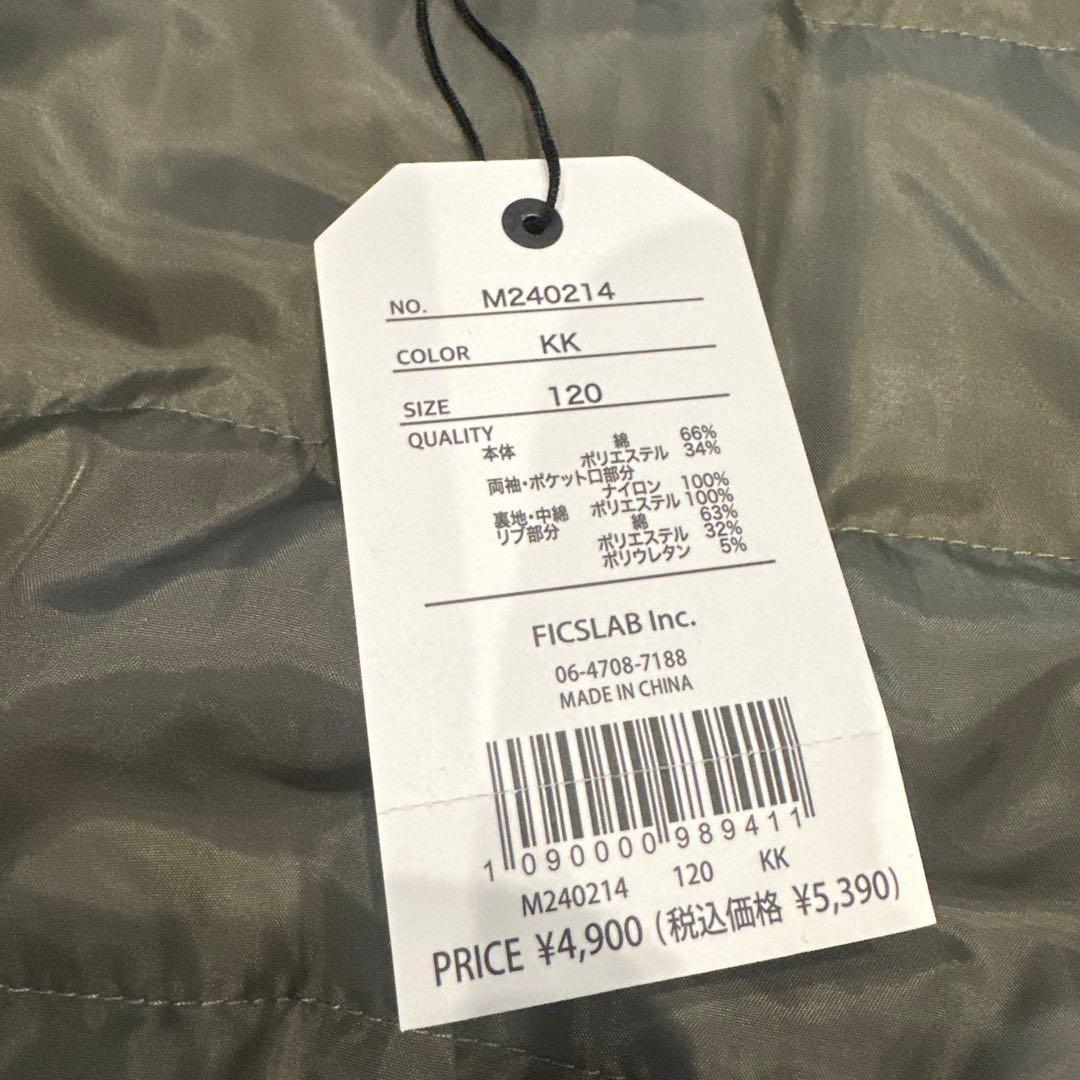 NO. M240214
COLOR KK
SIZE 120
QUALITY
本体 綿 66%
ポリエステル 34%
両袖・ポケット口部分
ナイロン 100%
裏地・中綿 ポリエステル 100%
リブ部分 綿 63%
ポリエステル 32%
ポリウレタン 5%
FICSLAB Inc.
06-4708-7188
MADE IN CHINA
1 090000 989411
M240214 120 KK
PRICE ¥4,900 (税込価格 ¥5,390)